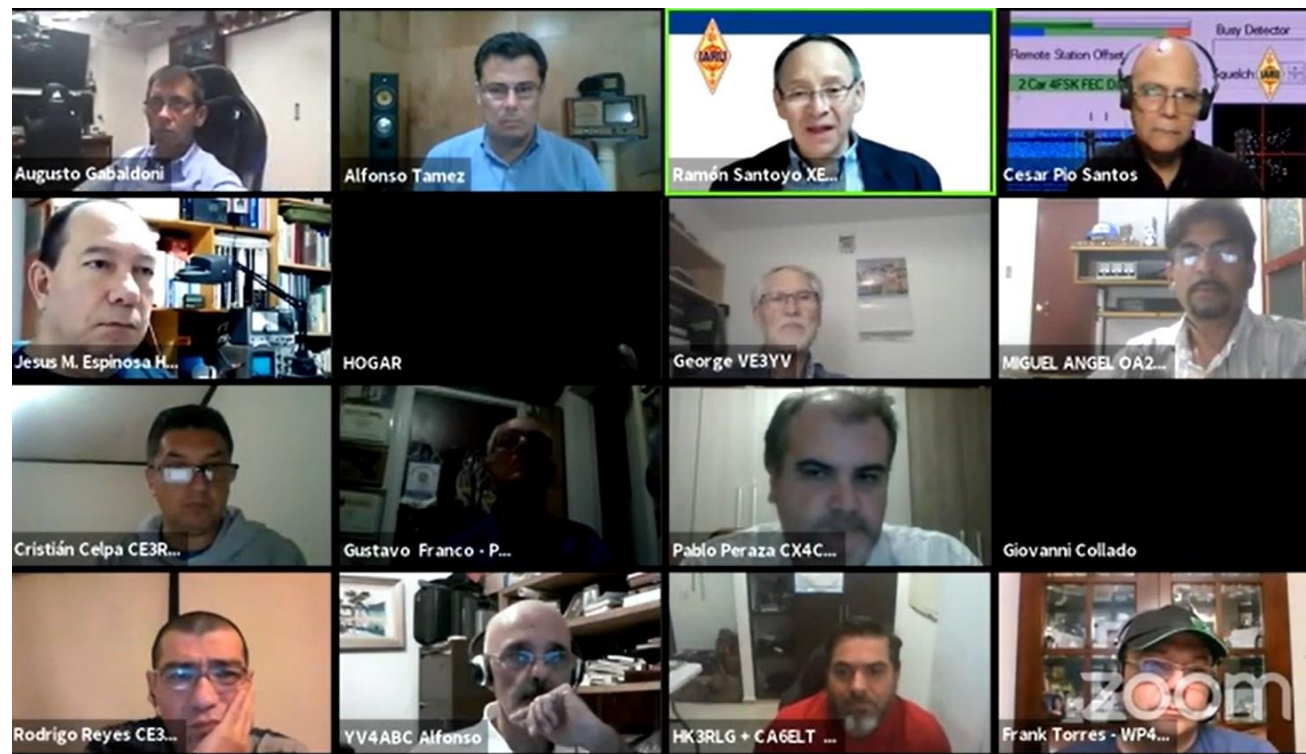 IARU
Busy Detector
Remote Station Offset
Squelch:
IARU
2 Car 4FSK FEC
Augusto Gabaldoni
Alfonso Tamez
Ramón Santoyo XE...
Cesar Pio Santos
Jesus M. Espinosa H...
HOGAR
George VE3YV
MIGUEL ANGEL OA2...
Cristián Celpa CE3R...
Gustavo Franco - P...
Pablo Peraza CX4C...
Giovanni Collado
Rodrigo Reyes CE3...
YV4ABC Alfonso
HK3RLG + CA6ELT ...
Frank Torres - WP4...
zoom